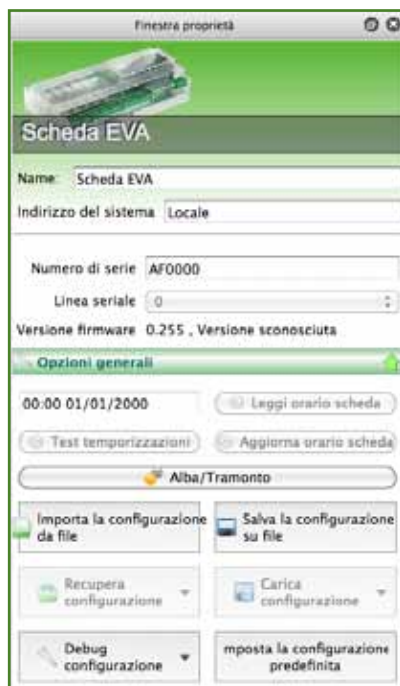 Finestra proprietà
Scheda EVA
Name: Scheda EVA
Indirizzo del sistema Locale
Numero di serie AF0000
Linea seriale 0
Versione firmware 0.255 , Versione sconosciuta
Opzioni generali
00:00 01/01/2000 Leggi orario scheda
Test temporizzazioni Aggiorna orario scheda
Alba/Tramonto
Importa la configurazione da file
Salva la configurazione su file
Recupera configurazione
Carica configurazione
Debug configurazione
mposta la configurazione predefinita